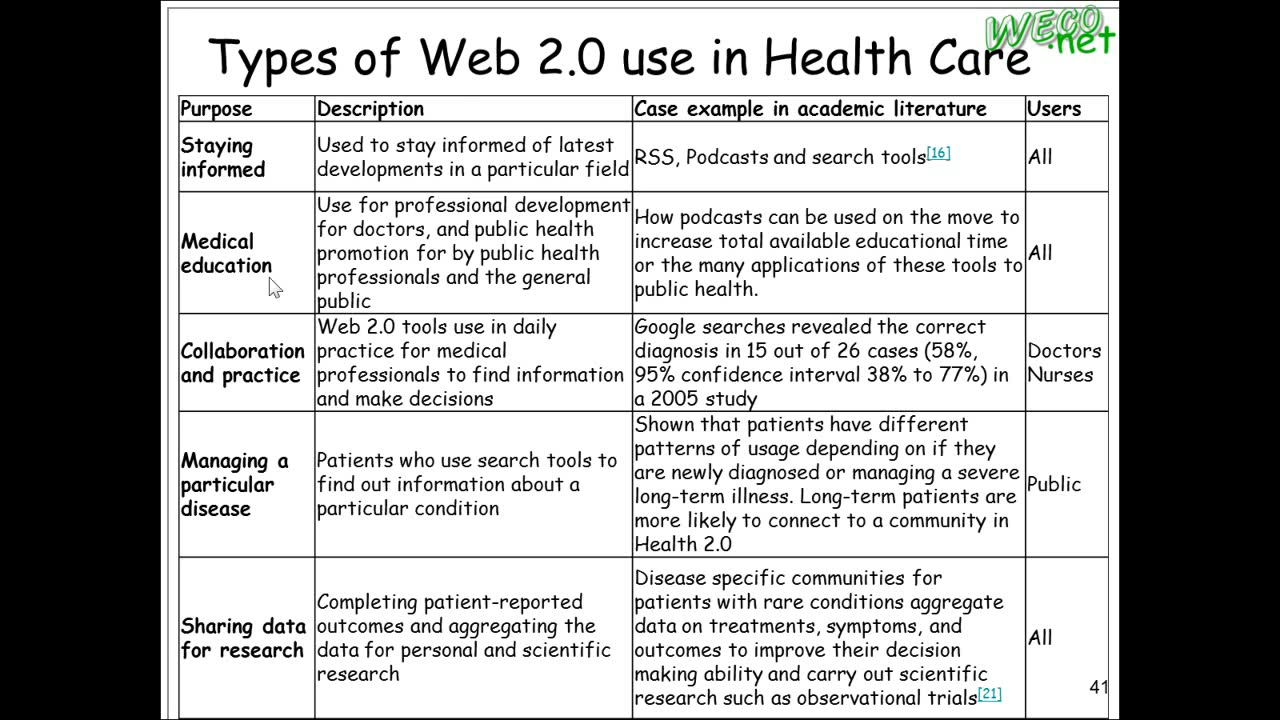 WECO
.net
Types of Web 2.0 use in Health Care
Purpose
Description
Case example in academic literature
Users
Staying
informed
Used to stay informed of latest
developments in a particular field
RSS, Podcasts and search tools[16]
All
Medical
education
Use for professional development
for doctors, and public health
promotion for by public health
professionals and the general
public
How podcasts can be used on the move to
increase total available educational time
or the many applications of these tools to
public health.
All
Collaboration
and practice
Web 2.0 tools use in daily
practice for medical
professionals to find information
and make decisions
Google searches revealed the correct
diagnosis in 15 out of 26 cases (58%,
95% confidence interval 38% to 77%) in
a 2005 study
Doctors
Nurses
Managing a
particular
disease
Patients who use search tools to
find out information about a
particular condition
Shown that patients have different
patterns of usage depending on if they
are newly diagnosed or managing a severe
long-term illness. Long-term patients are
more likely to connect to a community in
Health 2.0
Public
Sharing data
for research
Completing patient-reported
outcomes and aggregating the
data for personal and scientific
research
Disease specific communities for
patients with rare conditions aggregate
data on treatments, symptoms, and
outcomes to improve their decision
making ability and carry out scientific
research such as observational trials[21]
All
41